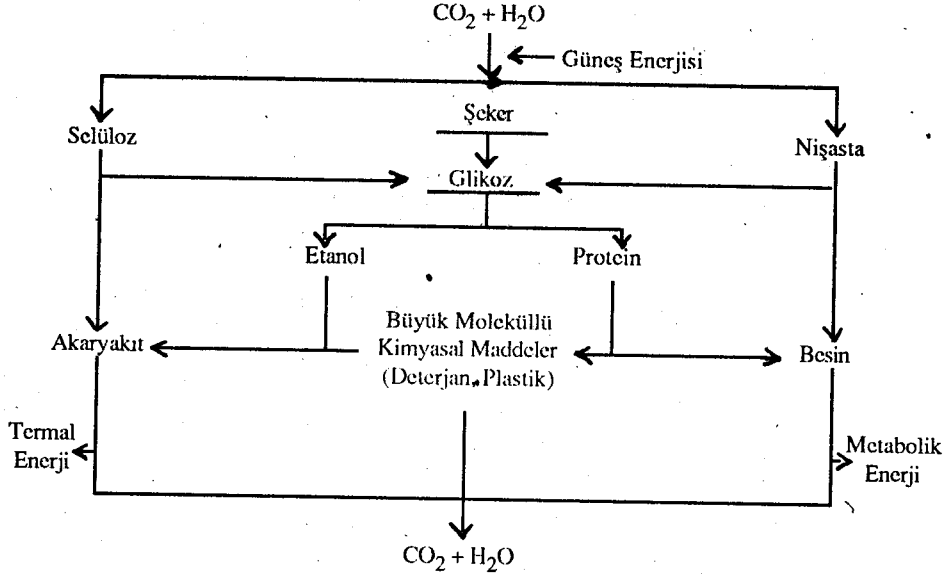 CO2 + H2O
Güneş Enerjisi
Şeker
Selüloz
Nişasta
Glikoz
Etanol
Protein
Büyük Moleküllü
Kimyasal Maddeler
(Deterjan, Plastik)
Akaryakıt
Besin
Termal
Enerji
Metabolik
Enerji
CO2 + H2O